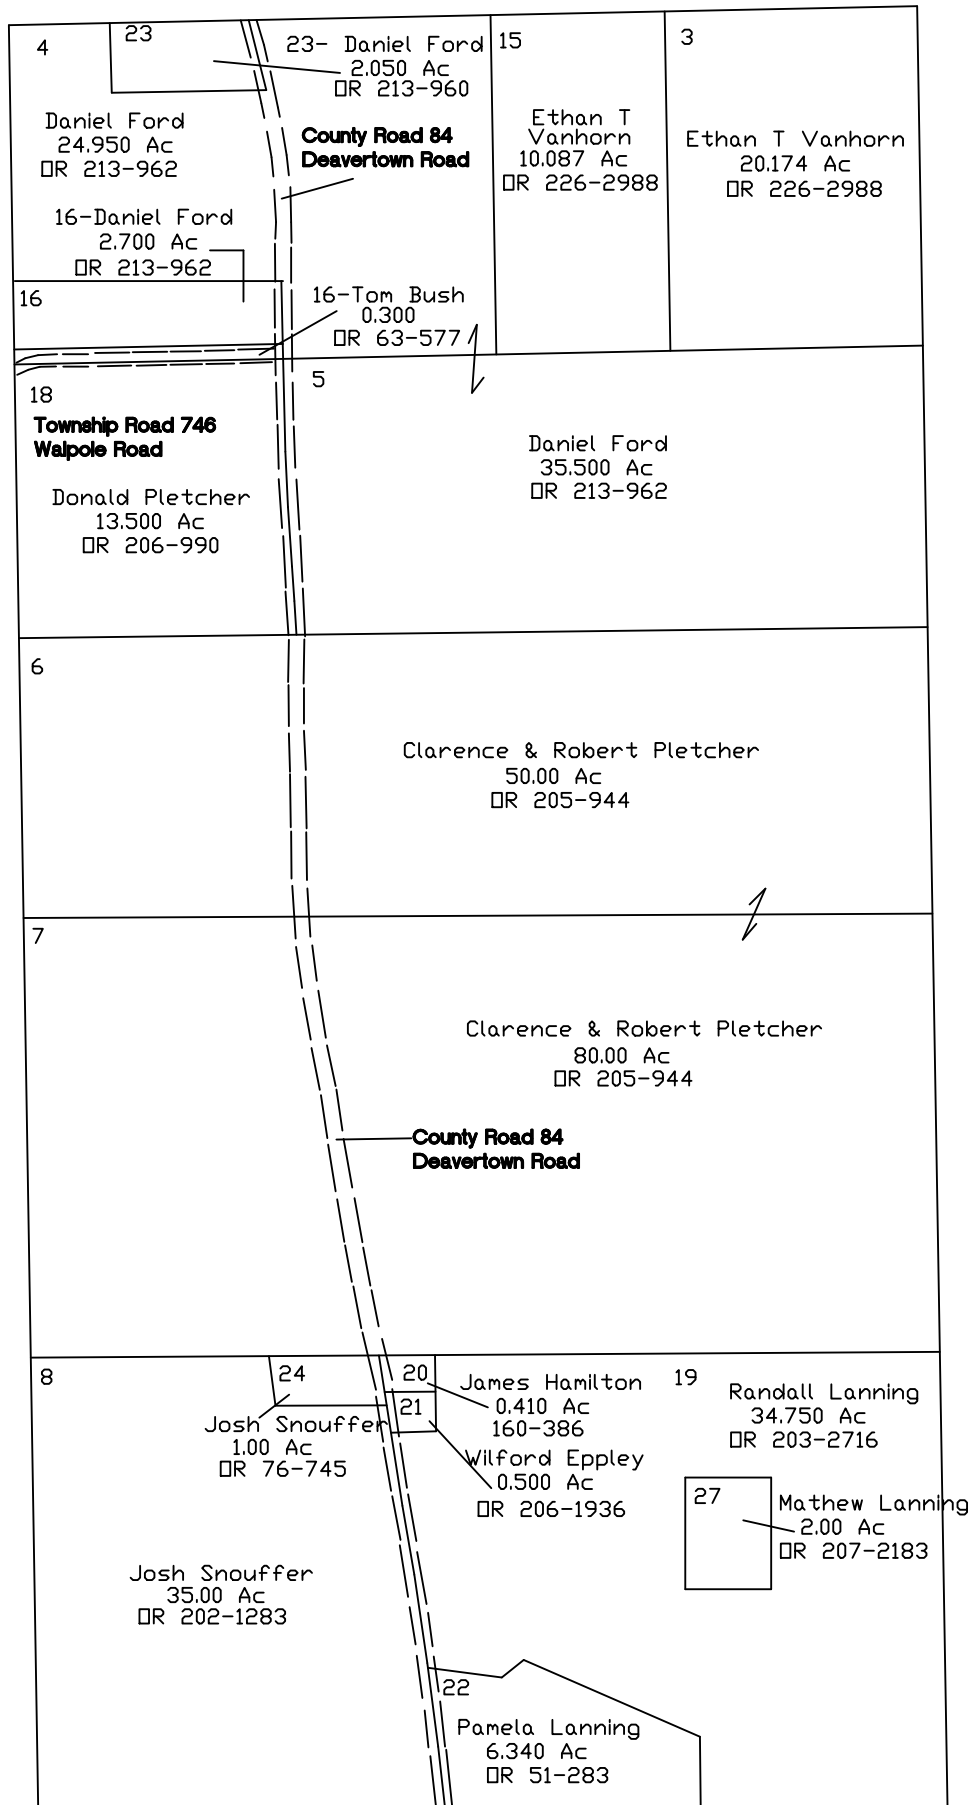 4
23
23- Daniel Ford
2.050 Ac
OR 213-960
15
3
Daniel Ford
24.950 Ac
OR 213-962
County Road 84
Deavertown Road
Ethan T
Vanhorn
10.087 Ac
OR 226-2988
Ethan T Vanhorn
20.174 Ac
OR 226-2988
16-Daniel Ford
2.700 Ac
OR 213-962
16
16-Tom Bush
0.300
OR 63-577
5
18
Township Road 746
Walpole Road
Donald Pletcher
13.500 Ac
OR 206-990
Daniel Ford
35.500 Ac
OR 213-962
6
Clarence & Robert Pletcher
50.00 Ac
OR 205-944
7
Clarence & Robert Pletcher
80.00 Ac
OR 205-944
County Road 84
Deavertown Road
8
24
Josh Snouffer
1.00 Ac
OR 76-745
20
21
James Hamilton
0.410 Ac
160-386
Wilford Eppley
0.500 Ac
OR 206-1936
19
Randall Lanning
34.750 Ac
OR 203-2716
27
Mathew Lanning
2.00 Ac
OR 207-2183
Josh Snouffer
35.00 Ac
OR 202-1283
22
Pamela Lanning
6.340 Ac
OR 51-283